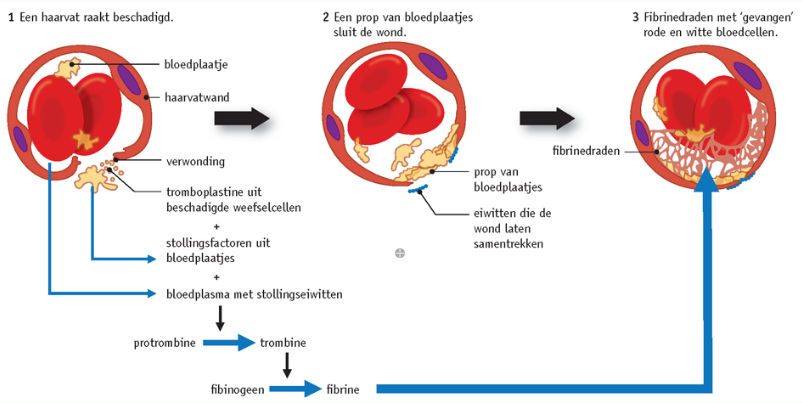 1 Een haarvat raakt beschadigd.
2 Een prop van bloedplaatjes
sluit de wond.
3 Fibrinedraden met ‘gevangen’
rode en witte bloedcellen.
bloedplaatje
haarvatwand
verwonding
tromboplastine uit
beschadigde weefselcellen
+
stollingsfactoren uit
bloedplaatjes
+
bloedplasma met stollingseiwitten
protrombine
trombine
fibinogeen
fibrine
prop van
bloedplaatjes
eiwitten die de
wond laten
samentrekken
fibrinedraden